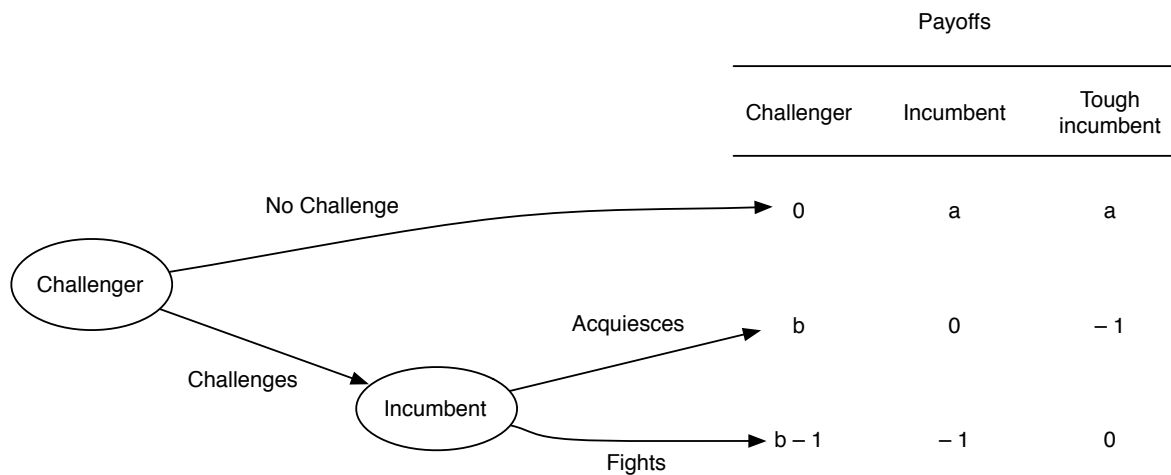 Payoffs
Challenger Incumbent Tough
incumbent
No Challenge 0 a a
Challenger
Acquiesces b 0 – 1
Challenges
Incumbent
b – 1 – 1 0
Fights